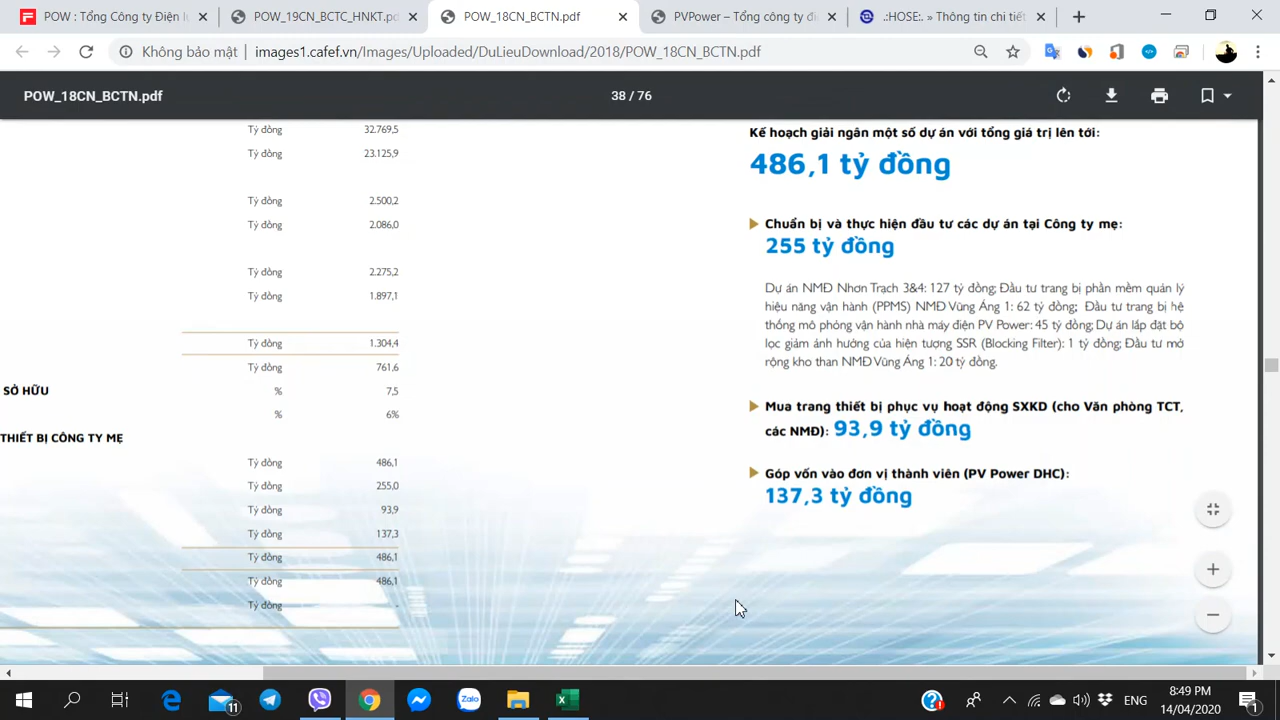 POW : Tổng Công ty Điện l
POW_19CN_BCTC_HNKT.pdf
POW_18CN_BCTN.pdf
PVPower – Tổng công ty đi
.:HOSE:. » Thông tin chi tiết
Không bảo mật
images1.cafef.vn/Images/Uploaded/DuLieuDownload/2018/POW_18CN_BCTN.pdf
POW_18CN_BCTN.pdf
38 / 76
Tỷ đồng 32.769,5
Tỷ đồng 23.125,9
Tỷ đồng 2.500,2
Tỷ đồng 2.086,0
Tỷ đồng 2.275,2
Tỷ đồng 1.897,1
Tỷ đồng 1.304,4
Tỷ đồng 761,6
SỞ HỮU % 7,5
% 6%
THIẾT BỊ CÔNG TY MẸ
Tỷ đồng 486,1
Tỷ đồng 255,0
Tỷ đồng 93,9
Tỷ đồng 137,3
Tỷ đồng 486,1
Tỷ đồng 486,1
Tỷ đồng -
Kế hoạch giải ngân một số dự án với tổng giá trị lên tới:
486,1 tỷ đồng
Chuẩn bị và thực hiện đầu tư các dự án tại Công ty mẹ:
255 tỷ đồng
Dự án NMĐ Nhơn Trạch 3&4: 127 tỷ đồng; Đầu tư trang bị phần mềm quản lý
hiệu năng vận hành (PPMS) NMĐ Vũng Áng 1: 62 tỷ đồng; Đầu tư trang bị hệ
thống mô phỏng vận hành nhà máy điện PV Power: 45 tỷ đồng; Dự án lắp đặt bộ
lọc giảm ảnh hưởng của hiện tượng SSR (Blocking Filter): 1 tỷ đồng; Đầu tư mở
rộng kho than NMĐ Vũng Áng 1: 20 tỷ đồng.
Mua trang thiết bị phục vụ hoạt động SXKD (cho Văn phòng TCT,
các NMĐ): 93,9 tỷ đồng
Góp vốn vào đơn vị thành viên (PV Power DHC):
137,3 tỷ đồng
11
Zalo
ENG
8:49 PM
14/04/2020
1